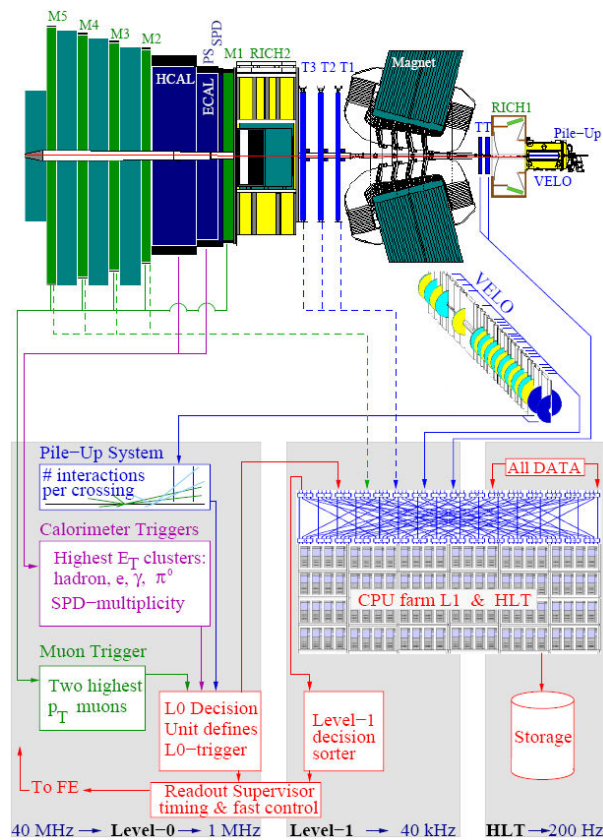 M5
M4
M3
M2
PS
SPD
M1
RICH2
T3
T2
T1
Magnet
HCAL
ECAL
RICH1
TT
Pile-Up
VELO
VELO
Pile-Up System
# interactions
per crossing
All DATA
Calorimeter Triggers
Highest E_T clusters:
hadron, e, γ, π⁰
SPD-multiplicity
CPU farm L1 & HLT
Muon Trigger
Two highest
p_T muons
L0 Decision
Unit defines
L0-trigger
Level-1
decision
sorter
Storage
To FE
Readout Supervisor
timing & fast control
40 MHz → Level-0 → 1 MHz
Level-1 → 40 kHz
HLT → 200 Hz